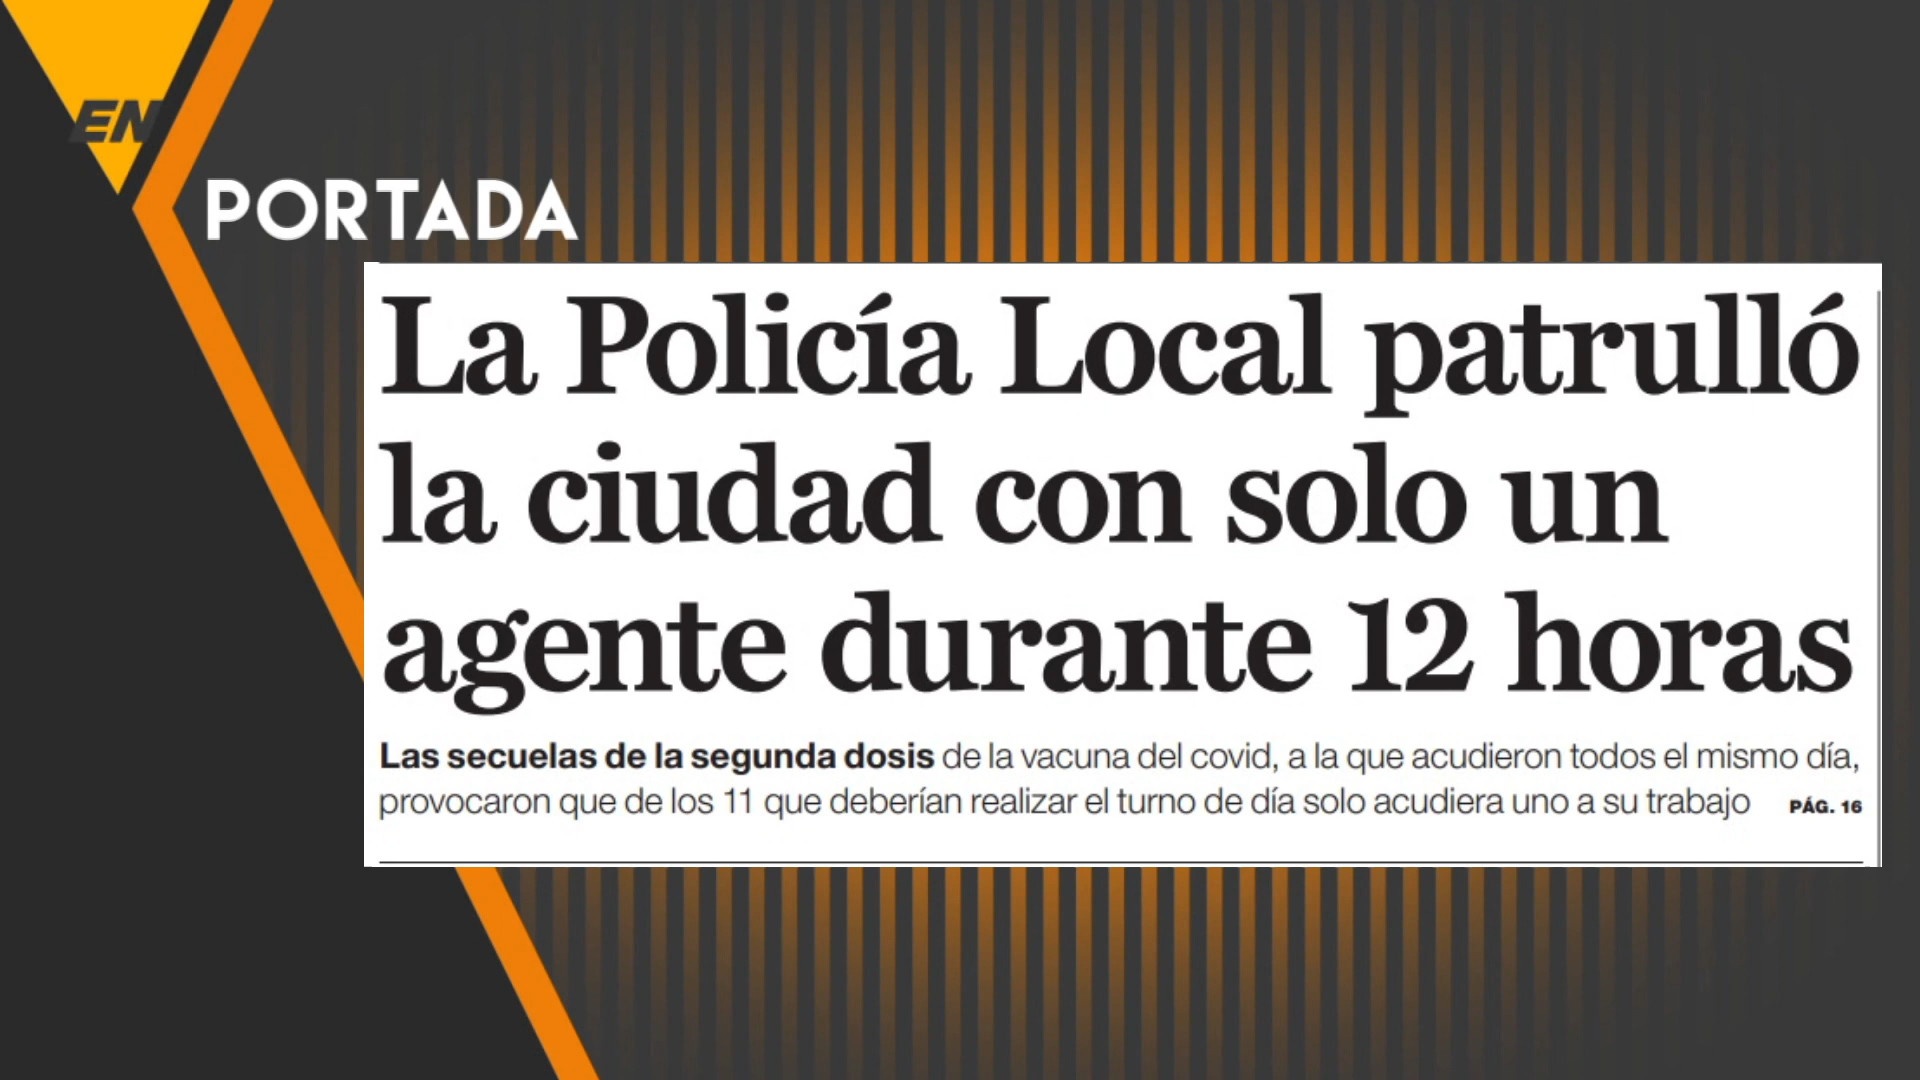 EN
PORTADA
La Policía Local patrulló
la ciudad con solo un
agente durante 12 horas
Las secuelas de la segunda dosis de la vacuna del covid, a la que acudieron todos el mismo día,
provocaron que de los 11 que deberían realizar el turno de día solo acudiera uno a su trabajo PÁG. 16